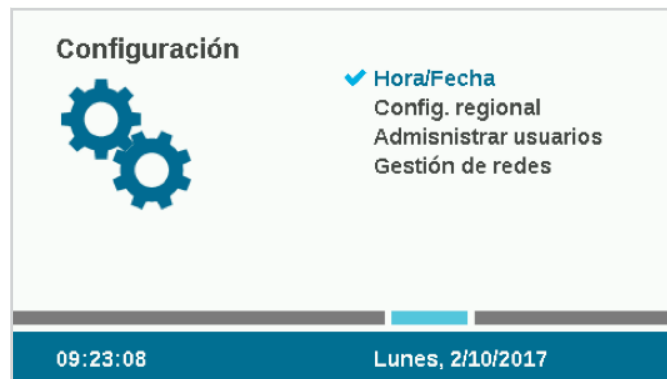 Configuración
Hora/Fecha
Config. regional
Admisnistrar usuarios
Gestión de redes
09:23:08
Lunes, 2/10/2017